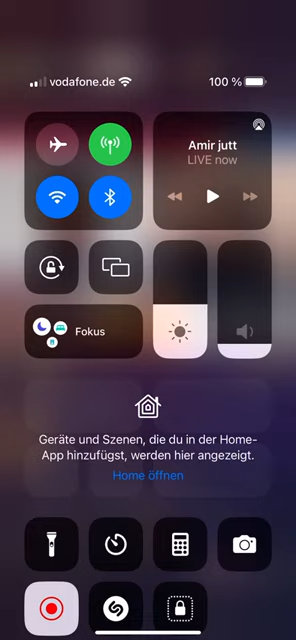 vodafone.de
100 %
Amir jutt
LIVE now
Fokus
Geräte und Szenen, die du in der Home-
App hinzufügst, werden hier angezeigt.
Home öffnen